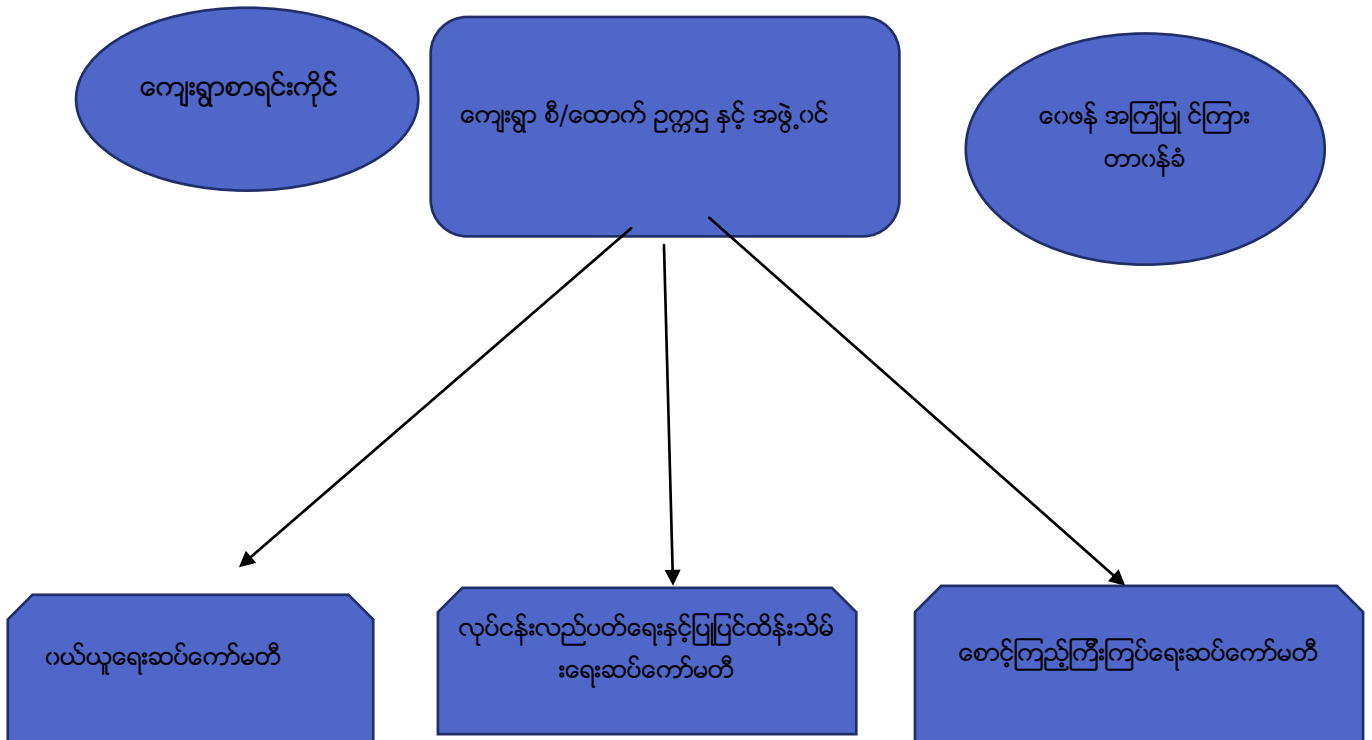 ကျေးရွာစာရင်းကိုင်
ကျေးရွာ စီ/ထောက် ဥက္ကဌ နှင့် အဖွဲ့၀င်
ဝေဖန် အကြံပြု င်ကြား
တာ၀န်ခံ
၀ယ်ယူရေးဆပ်ကော်မတီ
လုပ်ငန်းလည်ပတ်ရေးနှင့်ပြုပြင်ထိန်းသိမ်
းရေးဆပ်ကော်မတီ
စောင့်ကြည့်ကြီးကြပ်ရေးဆပ်ကော်မတီ